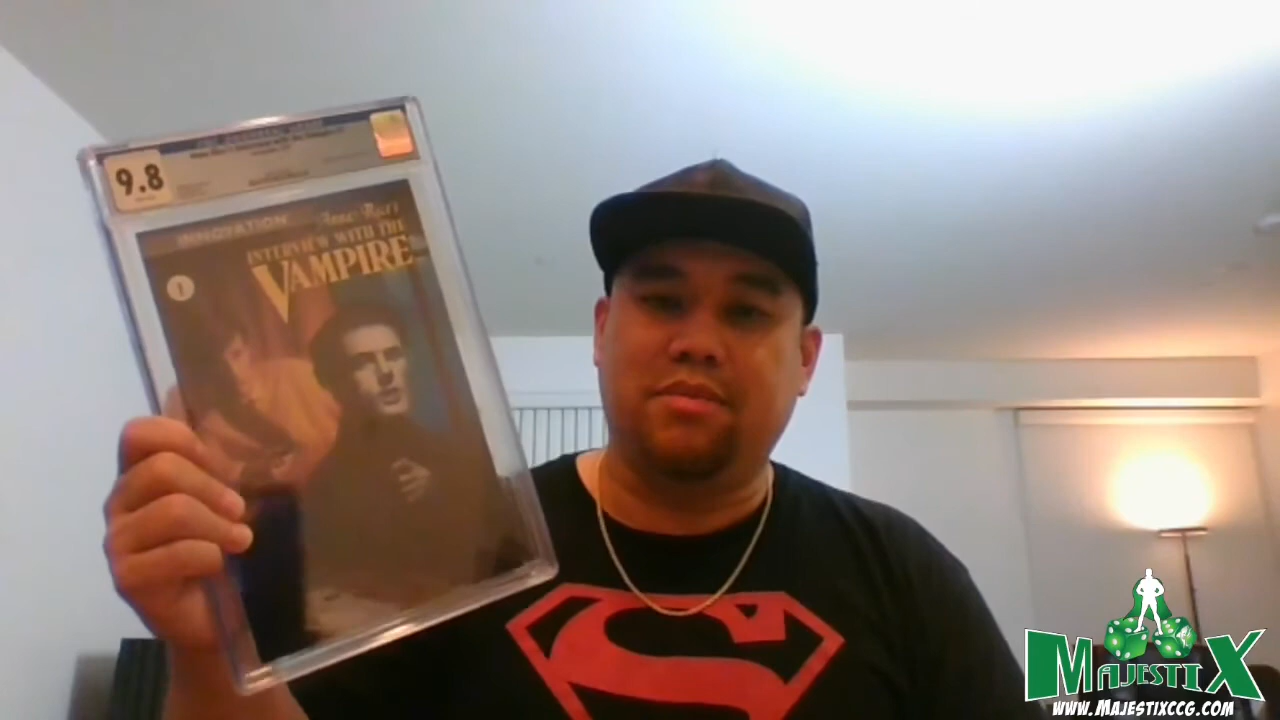 9.8
INNOVATION
Anne Rice's
INTERVIEW WITH THE
VAMPIRE
1
S
MAJESTIX
www.MAJESTIXCCG.com